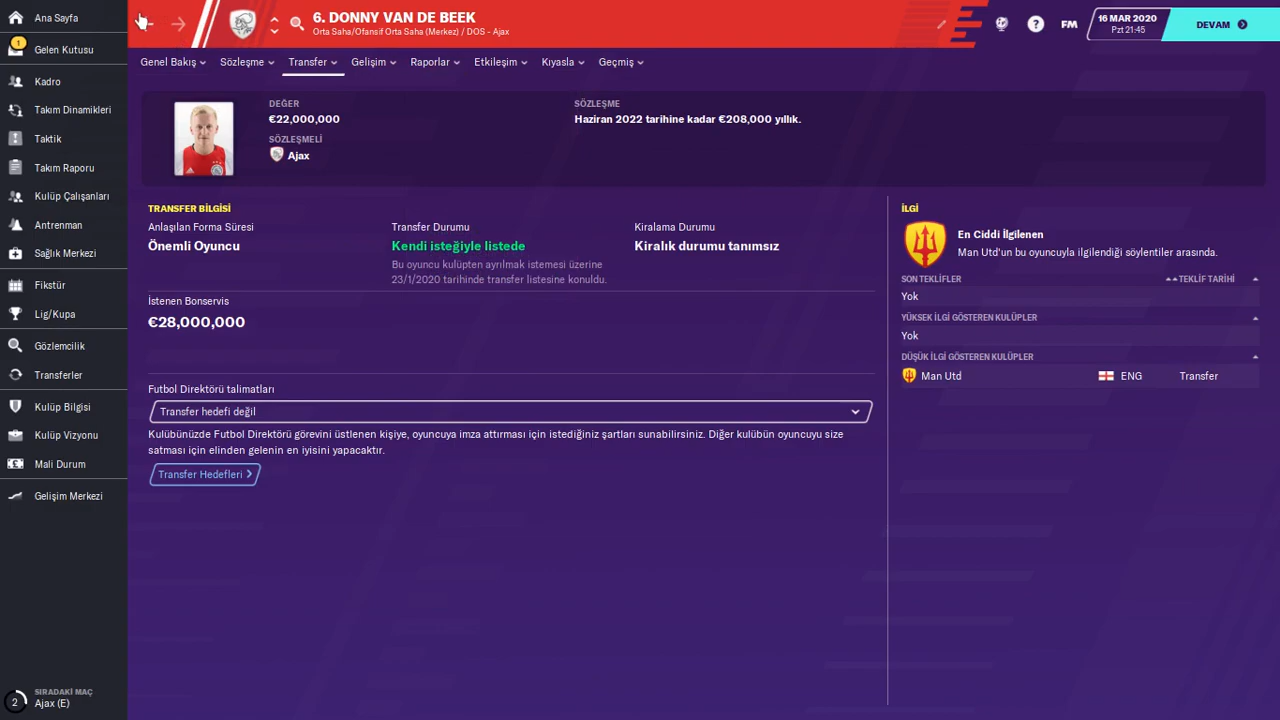 Ana Sayfa
1
Gelen Kutusu
Kadro
Takım Dinamikleri
Taktik
Takım Raporu
Kulüp Çalışanları
Antrenman
Sağlık Merkezi
Fikstür
Lig/Kupa
Gözlemcilik
Transferler
Kulüp Bilgisi
Kulüp Vizyonu
Mali Durum
Gelişim Merkezi
2
SIRADAKİ MAÇ
Ajax (E)
6. DONNY VAN DE BEEK
Orta Saha/Ofansif Orta Saha (Merkez) / DOS - Ajax
?
FM
16 MAR 2020
Pzt 21:45
DEVAM
Genel Bakış
Sözleşme
Transfer
Gelişim
Raporlar
Etkileşim
Kıyasla
Geçmiş
DEĞER
€22,000,000
SÖZLEŞMELİ
Ajax
SÖZLEŞME
Haziran 2022 tarihine kadar €208,000 yıllık.
TRANSFER BİLGİSİ
Anlaşılan Forma Süresi
Önemli Oyuncu
Transfer Durumu
Kendi isteğiyle listede
Bu oyuncu kulüpten ayrılmak istemesi üzerine
23/1/2020 tarihinde transfer listesine konuldu.
Kiralama Durumu
Kiralık durumu tanımsız
İstenen Bonservis
€28,000,000
Futbol Direktörü talimatları
Transfer hedefi değil
Kulübünüzde Futbol Direktörü görevini üstlenen kişiye, oyuncuya imza attırması için istediğiniz şartları sunabilirsiniz. Diğer kulübün oyuncuyu size
satması için elinden gelenin en iyisini yapacaktır.
Transfer Hedefleri
İLGİ
En Ciddi İlgilenen
Man Utd'un bu oyuncuyla ilgilendiği söylentiler arasında.
SON TEKLİFLER
TEKLİF TARİHİ
Yok
YÜKSEK İLGİ GÖSTEREN KULÜPLER
Yok
DÜŞÜK İLGİ GÖSTEREN KULÜPLER
Man Utd
ENG
Transfer